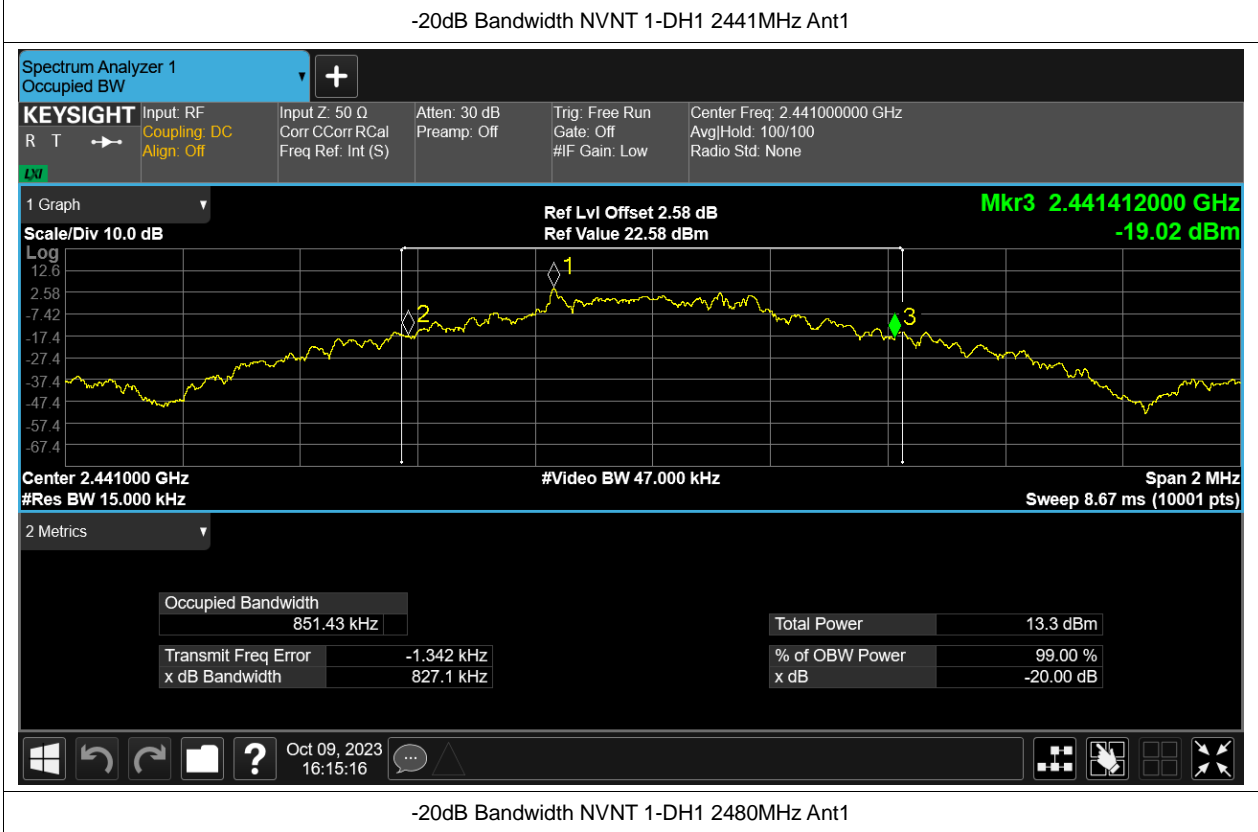 -20dB Bandwidth NVNT 1-DH1 2441MHz Ant1
Spectrum Analyzer 1
Occupied BW
KEYSIGHT
R T
LXI
Input: RF
Coupling: DC
Align: Off
Input Z: 50 Ω
Corr CCorr RCal
Freq Ref: Int (S)
Atten: 30 dB
Preamp: Off
Trig: Free Run
Gate: Off
#IF Gain: Low
Center Freq: 2.441000000 GHz
Avg|Hold: 100/100
Radio Std: None
1 Graph
Scale/Div 10.0 dB
Ref Lvl Offset 2.58 dB
Ref Value 22.58 dBm
Mkr3 2.441412000 GHz
-19.02 dBm
Log
12.6
2.58
-7.42
-17.4
-27.4
-37.4
-47.4
-57.4
-67.4
1
2
3
Center 2.441000 GHz
#Video BW 47.000 kHz
Span 2 MHz
#Res BW 15.000 kHz
Sweep 8.67 ms (10001 pts)
2 Metrics
Occupied Bandwidth
851.43 kHz
Total Power 13.3 dBm
Transmit Freq Error -1.342 kHz
% of OBW Power 99.00 %
x dB Bandwidth 827.1 kHz
x dB -20.00 dB
?
Oct 09, 2023
16:15:16
-20dB Bandwidth NVNT 1-DH1 2480MHz Ant1